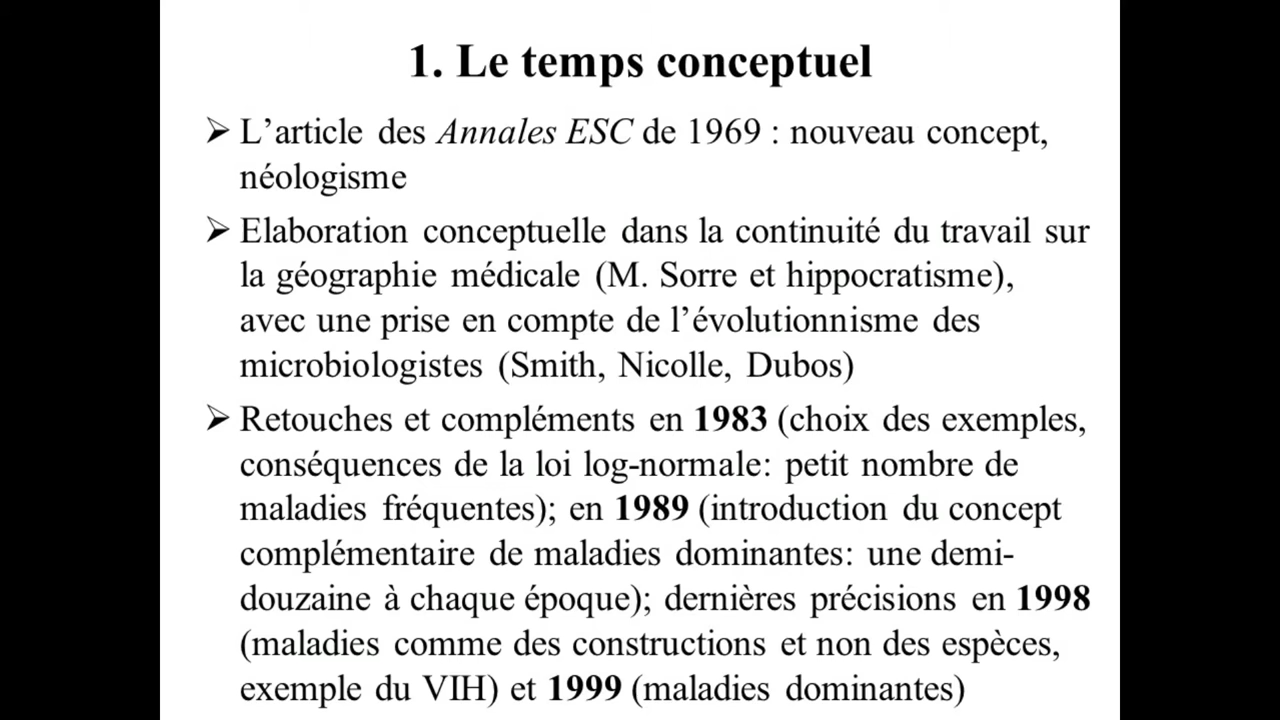 1. Le temps conceptuel
➢ L’article des Annales ESC de 1969 : nouveau concept,
néologisme
➢ Elaboration conceptuelle dans la continuité du travail sur
la géographie médicale (M. Sorre et hippocratisme),
avec une prise en compte de l’évolutionnisme des
microbiologistes (Smith, Nicolle, Dubos)
➢ Retouches et compléments en 1983 (choix des exemples,
conséquences de la loi log-normale: petit nombre de
maladies fréquentes); en 1989 (introduction du concept
complémentaire de maladies dominantes: une demi-
douzaine à chaque époque); dernières précisions en 1998
(maladies comme des constructions et non des espèces,
exemple du VIH) et 1999 (maladies dominantes)